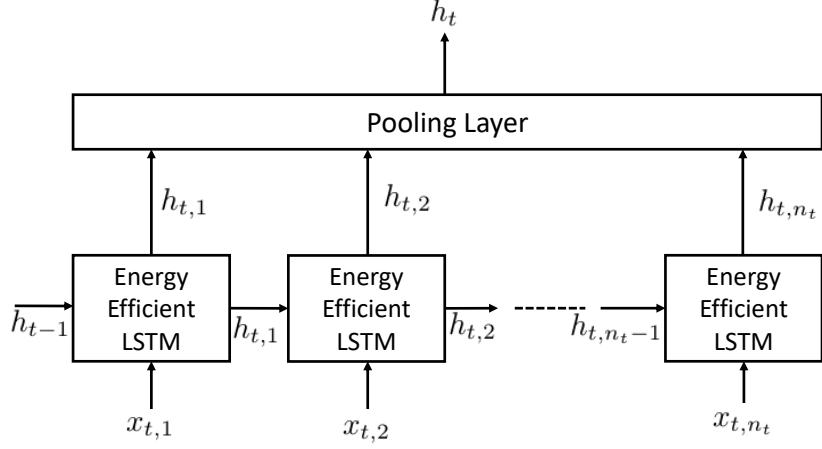 h_t
Pooling Layer
h_{t,1}
h_{t,2}
h_{t,n_t}
Energy
Efficient
LSTM
Energy
Efficient
LSTM
Energy
Efficient
LSTM
h_{t-1}
h_{t,1}
h_{t,2}
h_{t,n_t-1}
x_{t,1}
x_{t,2}
x_{t,n_t}